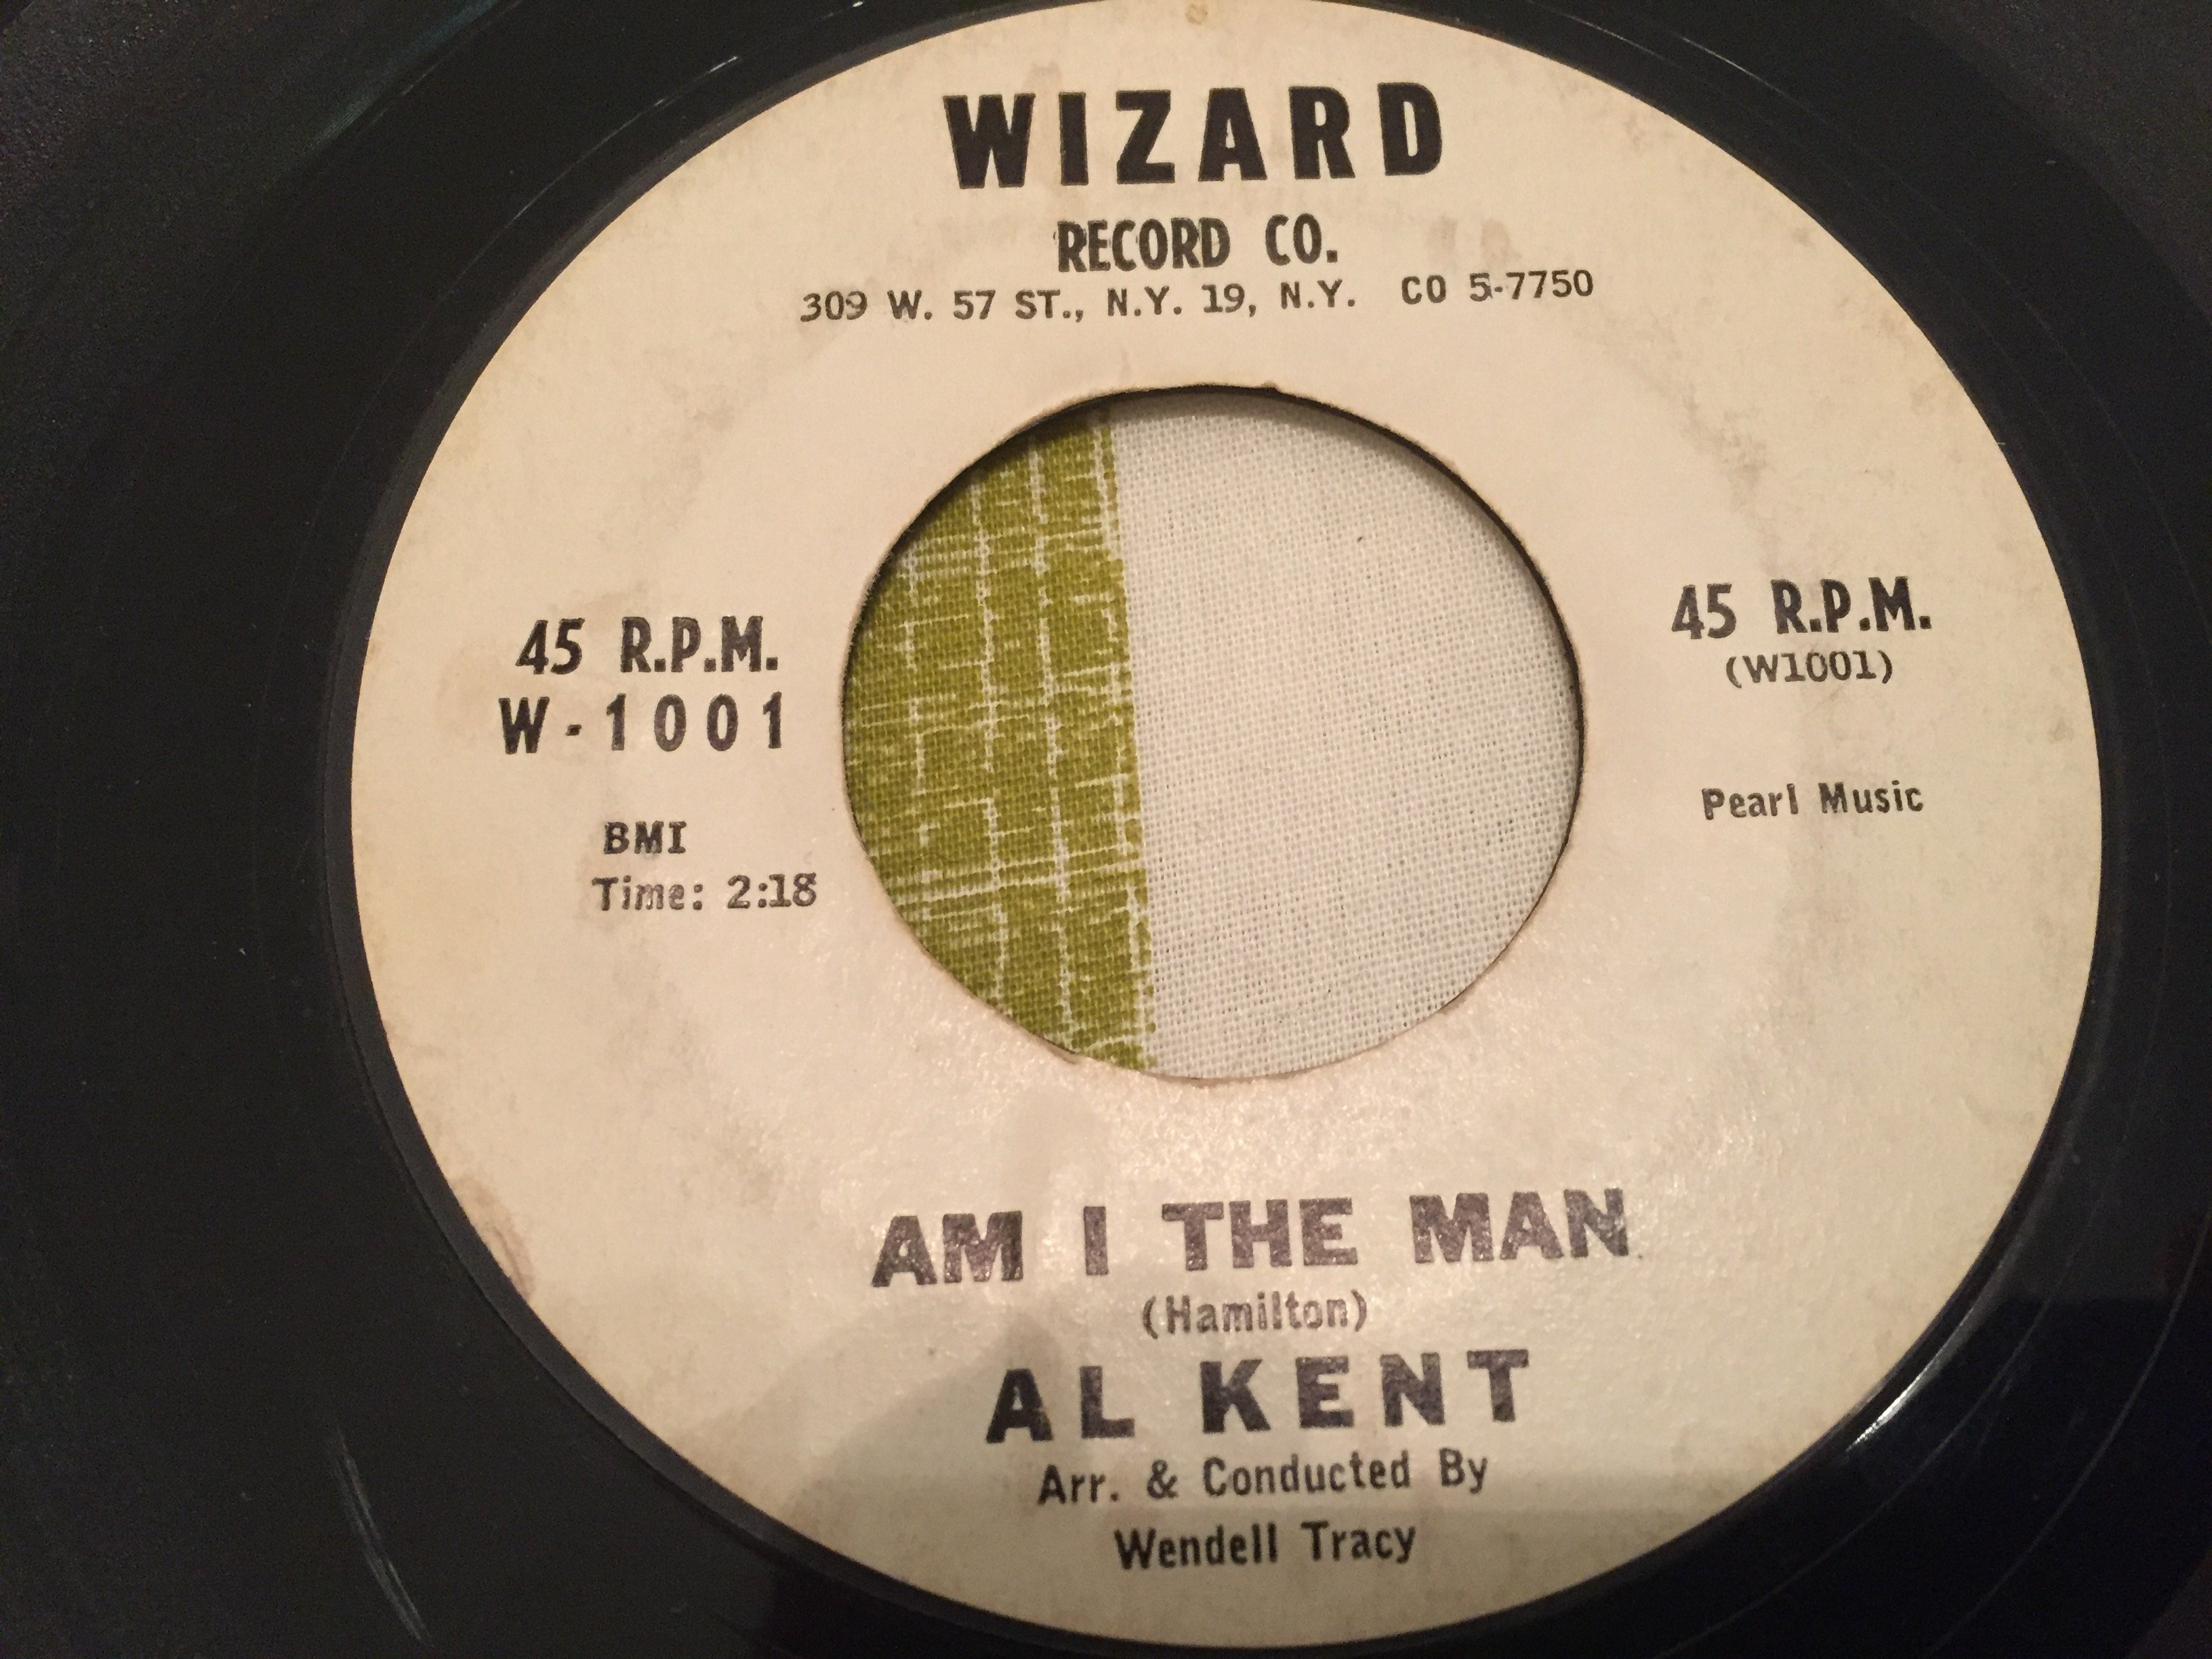 WIZARD
RECORD CO.
309 W. 57 ST., N.Y. 19, N.Y. CO 5-7750
45 R.P.M.
W-1001
BMI
Time: 2:18
45 R.P.M.
(W1001)
Pearl Music
AM I THE MAN
(Hamilton)
AL KENT
Arr. & Conducted By
Wendell Tracy